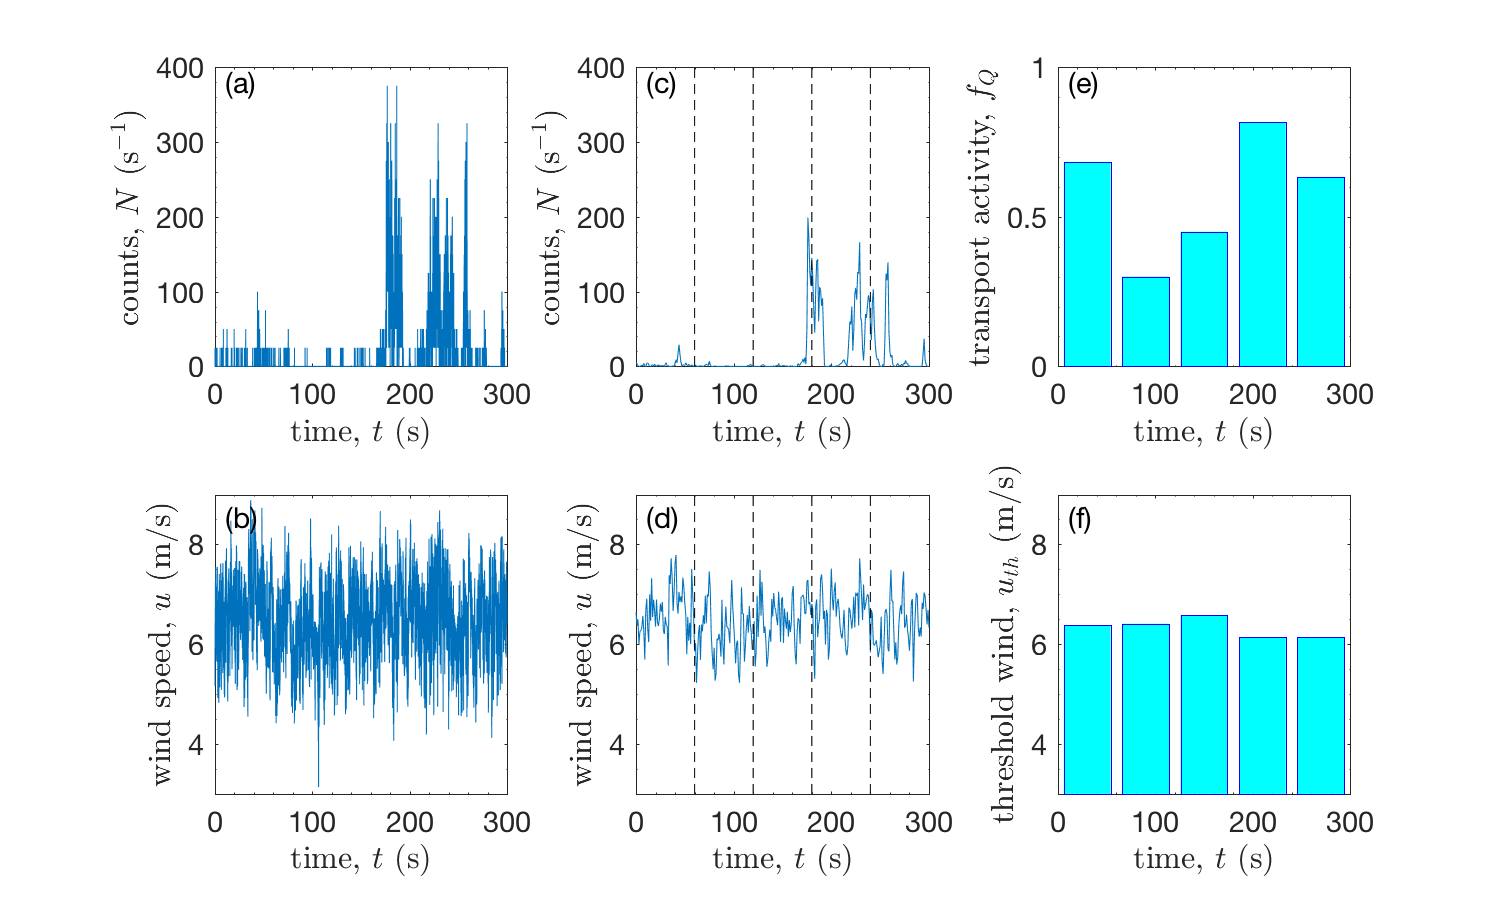 (a)
400
300
200
100
0
counts, N (s⁻¹)
0 100 200 300
time, t (s)
(c)
400
300
200
100
0
counts, N (s⁻¹)
0 100 200 300
time, t (s)
(e)
1
0.5
0
transport activity, f_Q
0 100 200 300
time, t (s)
(b)
8
6
4
wind speed, u (m/s)
0 100 200 300
time, t (s)
(d)
8
6
4
wind speed, u (m/s)
0 100 200 300
time, t (s)
(f)
8
6
4
threshold wind, u_th (m/s)
0 100 200 300
time, t (s)